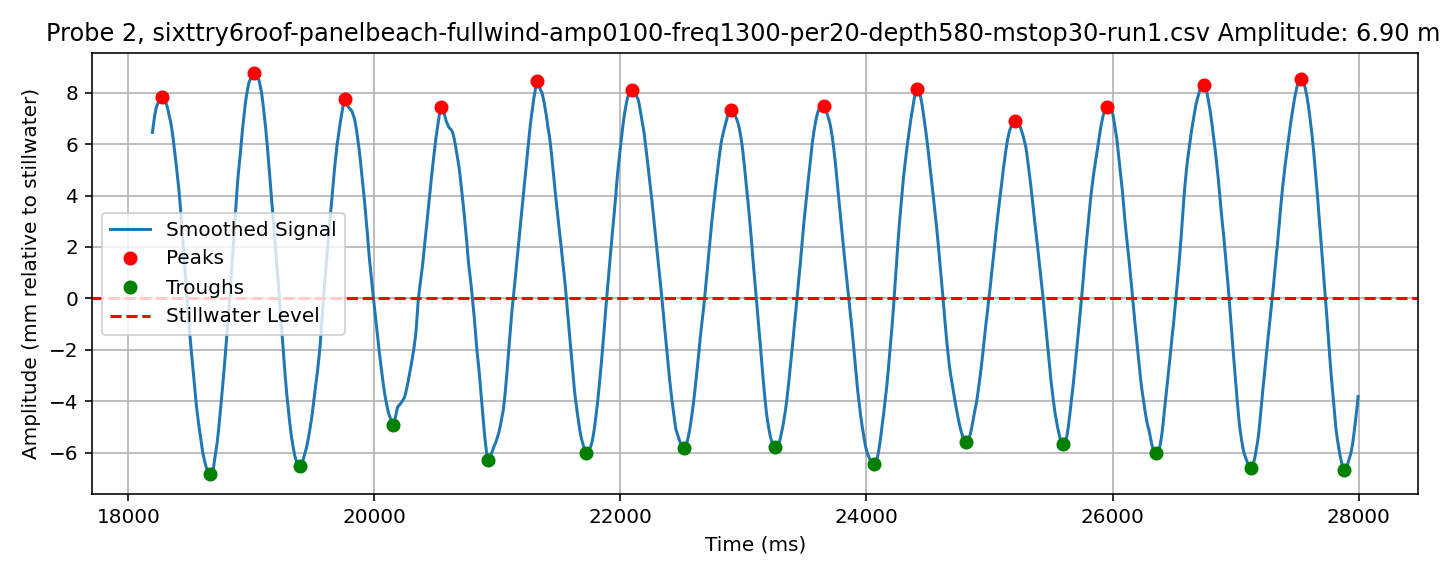 Probe 2, sixttry6roof-panelbeach-fullwind-amp0100-freq1300-per20-depth580-mstop30-run1.csv Amplitude: 6.90 m
Amplitude (mm relative to stillwater)
8
6
4
2
0
−2
−4
−6
Smoothed Signal
Peaks
Troughs
Stillwater Level
18000 20000 22000 24000 26000 28000
Time (ms)